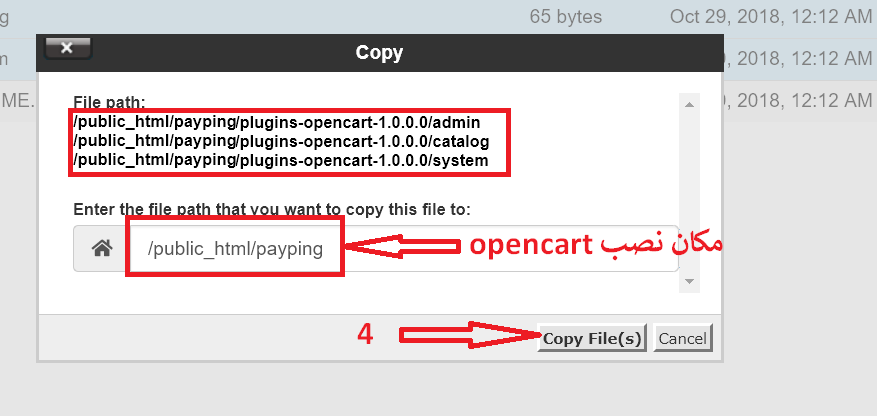 g
65 bytes
Oct 29, 2018, 12:12 AM
Copy
m
9, 2018, 12:12 AM
File path:
ME.
9, 2018, 12:12 AM
/public_html/payping/plugins-opencart-1.0.0.0/admin
/public_html/payping/plugins-opencart-1.0.0.0/catalog
/public_html/payping/plugins-opencart-1.0.0.0/system
Enter the file path that you want to copy this file to:
/public_html/payping
مکان نصب opencart
4
Copy File(s)
Cancel